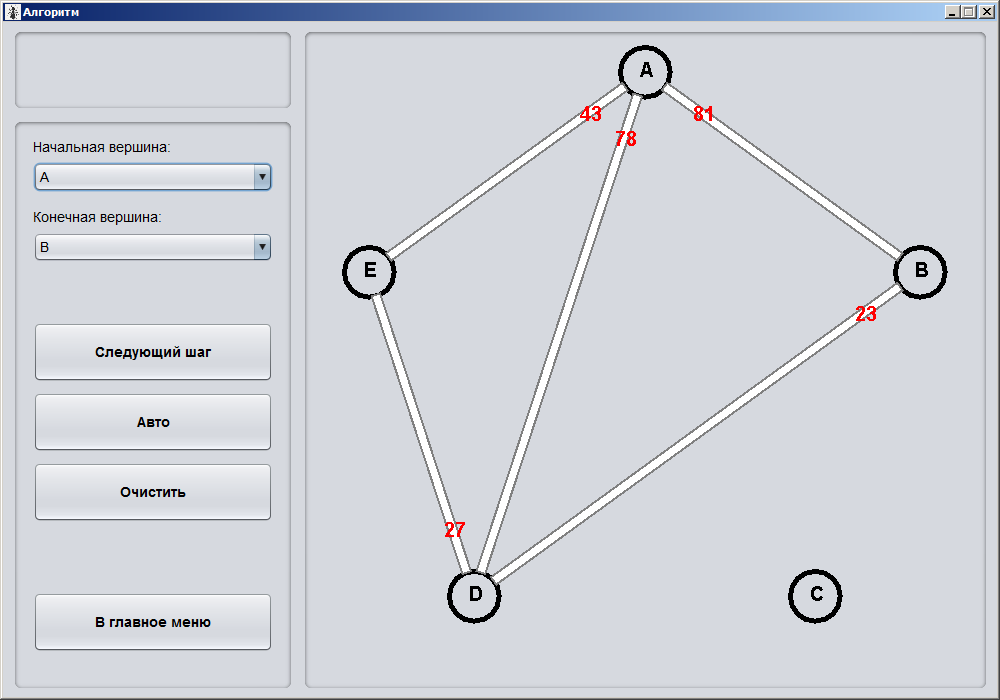 Алгоритм
Начальная вершина:
A
Конечная вершина:
B
Следующий шаг
Авто
Очистить
В главное меню
A
43
81
78
E
B
23
27
D
C